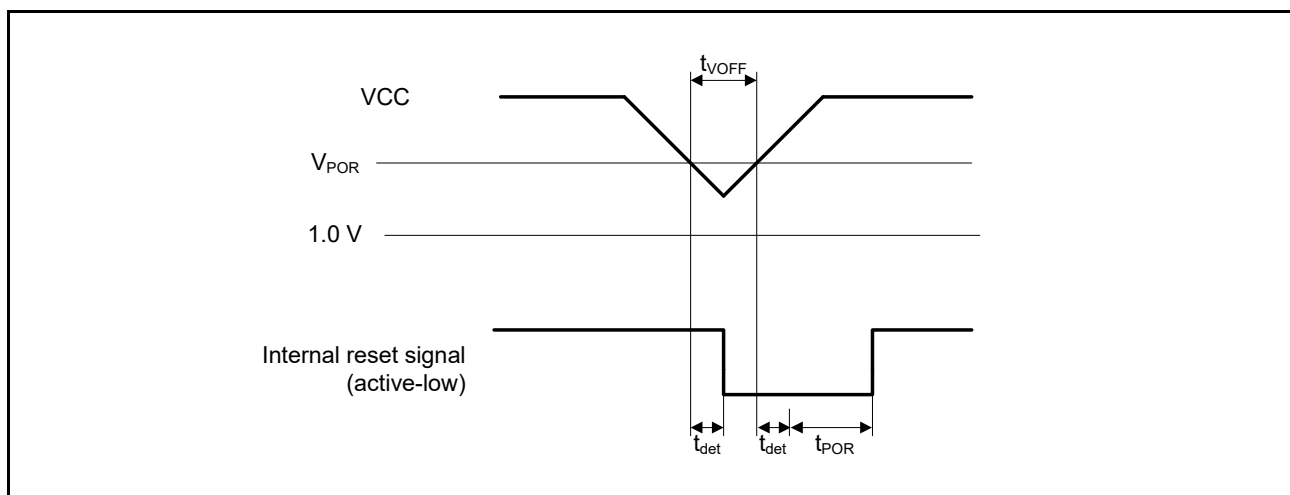 tVOFF
VCC
VPOR
1.0 V
Internal reset signal
(active-low)
tdet
tdet
tPOR